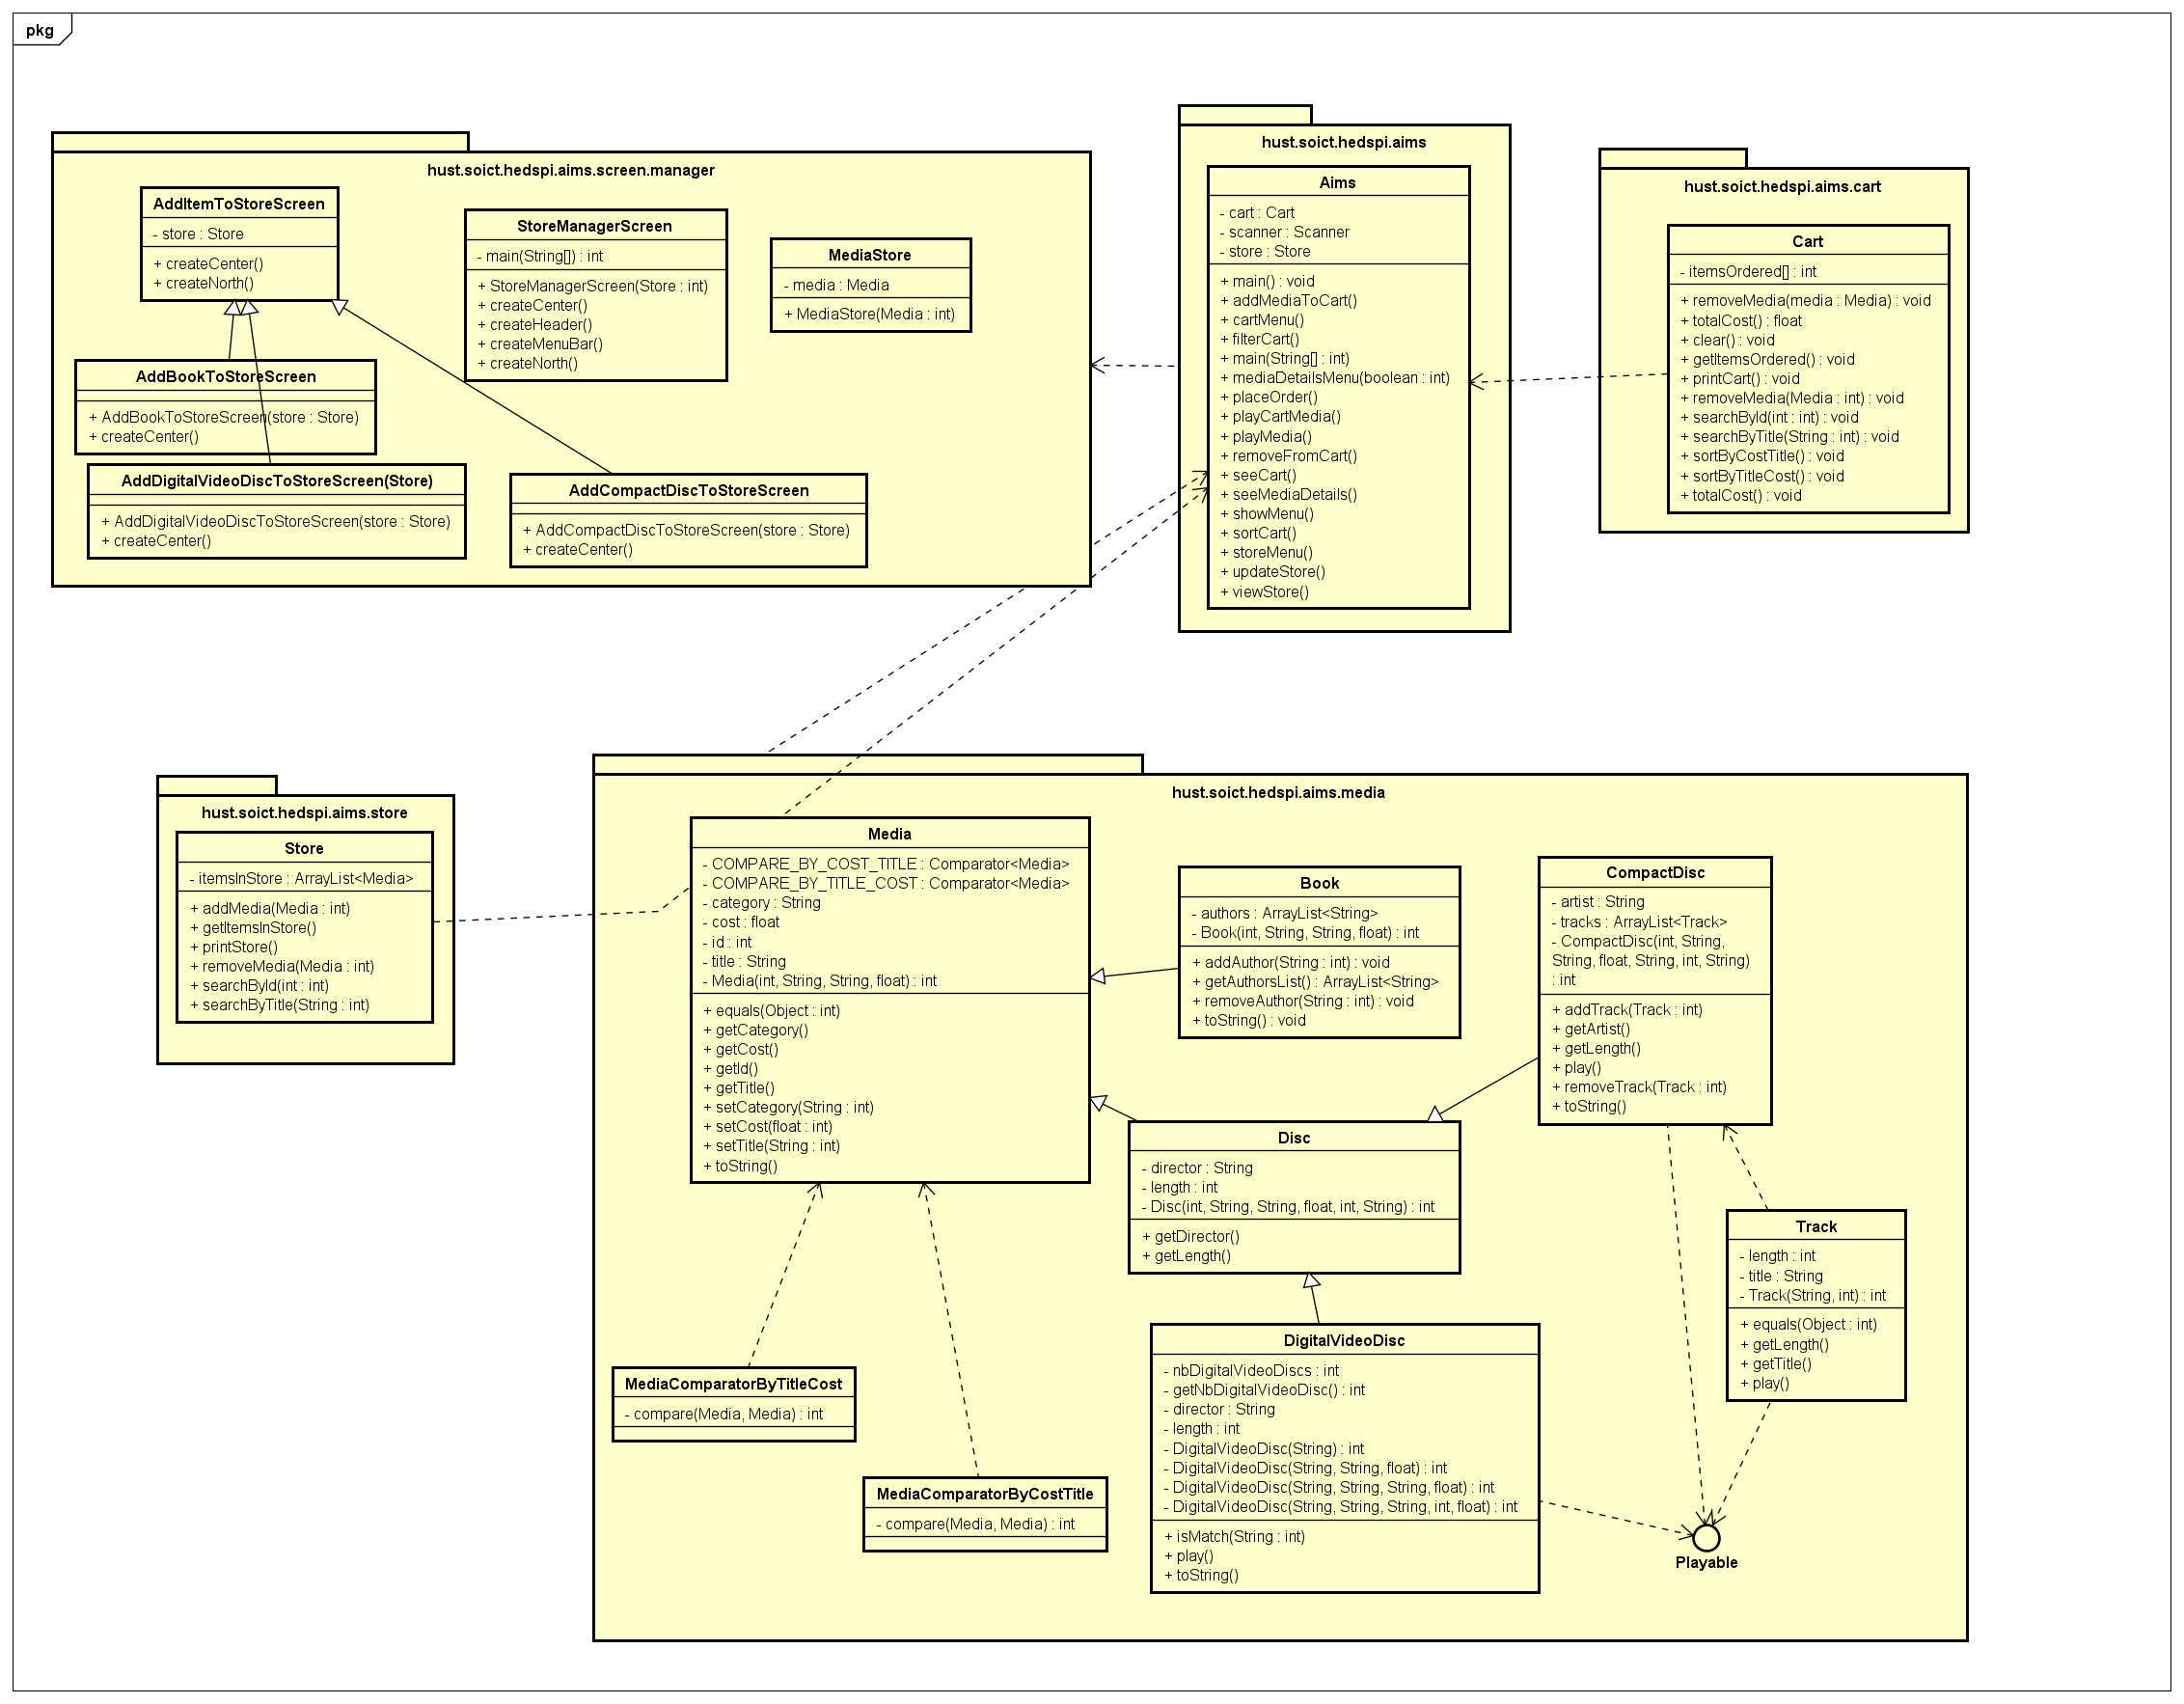 pkg
hust.soict.hedspi.aims.screen.manager
AddItemToStoreScreen
- store : Store
+ createCenter()
+ createNorth()
StoreManagerScreen
- main(String[]) : int
+ StoreManagerScreen(Store : int)
+ createCenter()
+ createHeader()
+ createMenuBar()
+ createNorth()
MediaStore
- media : Media
+ MediaStore(Media : int)
AddBookToStoreScreen
+ AddBookToStoreScreen(store : Store)
+ createCenter()
AddDigitalVideoDiscToStoreScreen(Store)
+ AddDigitalVideoDiscToStoreScreen(store : Store)
+ createCenter()
AddCompactDiscToStoreScreen
+ AddCompactDiscToStoreScreen(store : Store)
+ createCenter()
hust.soict.hedspi.aims
Aims
- cart : Cart
- scanner : Scanner
- store : Store
+ main() : void
+ addMediaToCart()
+ cartMenu()
+ filterCart()
+ main(String[] : int)
+ mediaDetailsMenu(boolean : int)
+ placeOrder()
+ playCartMedia()
+ playMedia()
+ removeFromCart()
+ seeCart()
+ seeMediaDetails()
+ showMenu()
+ sortCart()
+ storeMenu()
+ updateStore()
+ viewStore()
hust.soict.hedspi.aims.cart
Cart
- itemsOrdered[] : int
+ removeMedia(media : Media) : void
+ totalCost() : float
+ clear() : void
+ getItemsOrdered() : void
+ printCart() : void
+ removeMedia(Media : int) : void
+ searchById(int : int) : void
+ searchByTitle(String : int) : void
+ sortByCostTitle() : void
+ sortByTitleCost() : void
+ totalCost() : void
hust.soict.hedspi.aims.store
Store
- itemsInStore : ArrayList<Media>
+ addMedia(Media : int)
+ getItemsInStore()
+ printStore()
+ removeMedia(Media : int)
+ searchById(int : int)
+ searchByTitle(String : int)
hust.soict.hedspi.aims.media
Media
- COMPARE_BY_COST_TITLE : Comparator<Media>
- COMPARE_BY_TITLE_COST : Comparator<Media>
- category : String
- cost : float
- id : int
- title : String
- Media(int, String, String, float) : int
+ equals(Object : int)
+ getCategory()
+ getCost()
+ getId()
+ getTitle()
+ setCategory(String : int)
+ setCost(float : int)
+ setTitle(String : int)
+ toString()
Book
- authors : ArrayList<String>
- Book(int, String, String, float) : int
+ addAuthor(String : int) : void
+ getAuthorsList() : ArrayList<String>
+ removeAuthor(String : int) : void
+ toString() : void
CompactDisc
- artist : String
- tracks : ArrayList<Track>
- CompactDisc(int, String,
String, float, String, int, String)
: int
+ addTrack(Track : int)
+ getArtist()
+ getLength()
+ play()
+ removeTrack(Track : int)
+ toString()
Disc
- director : String
- length : int
- Disc(int, String, String, float, int, String) : int
+ getDirector()
+ getLength()
Track
- length : int
- title : String
- Track(String, int) : int
+ equals(Object : int)
+ getLength()
+ getTitle()
+ play()
DigitalVideoDisc
- nbDigitalVideoDiscs : int
- getNbDigitalVideoDisc() : int
- director : String
- length : int
- DigitalVideoDisc(String) : int
- DigitalVideoDisc(String, String, float) : int
- DigitalVideoDisc(String, String, String, float) : int
- DigitalVideoDisc(String, String, String, int, float) : int
+ isMatch(String : int)
+ play()
+ toString()
MediaComparatorByTitleCost
- compare(Media, Media) : int
MediaComparatorByCostTitle
- compare(Media, Media) : int
Playable